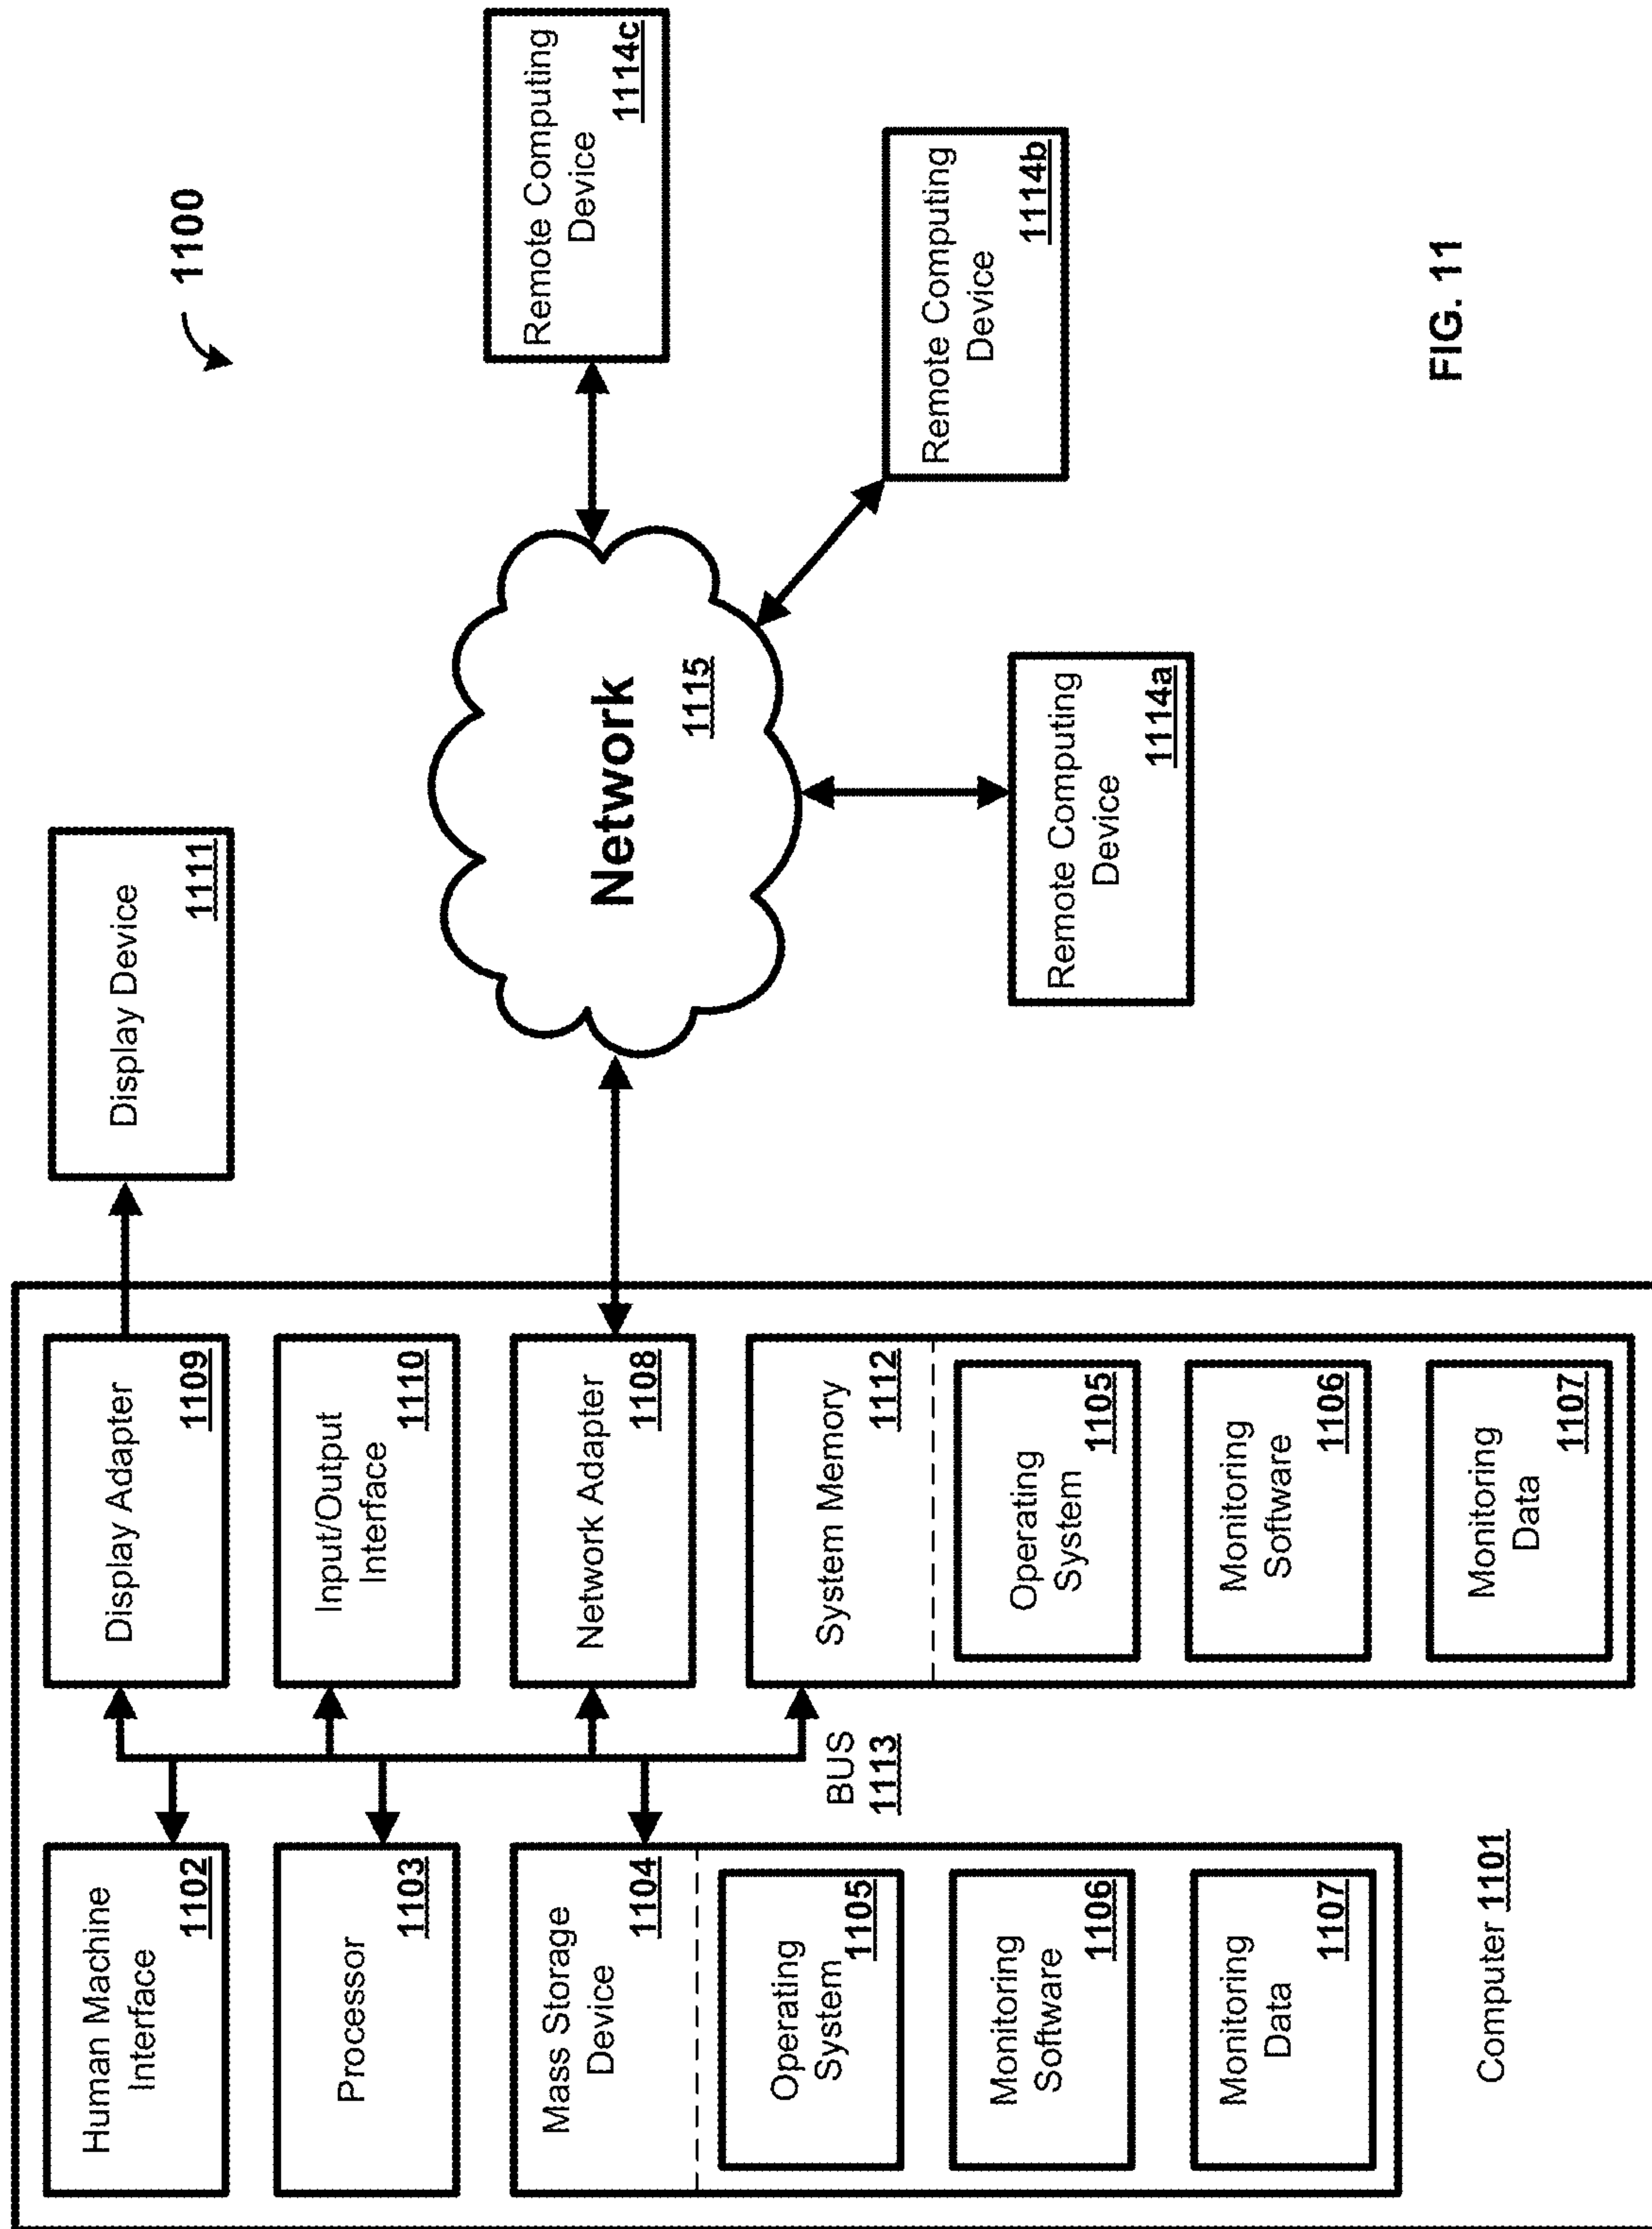 1100
Human Machine
Interface
1102
Processor
1103
Mass Storage
Device
1104
Operating
System
1105
Monitoring
Software
1106
Monitoring
Data
1107
Computer 1101
BUS
1113
Display Adapter
1109
Input/Output
Interface
1110
Network Adapter
1108
System Memory
1112
Operating
System
1105
Monitoring
Software
1106
Monitoring
Data
1107
Display Device
1111
Network
1115
Remote Computing
Device
1114a
Remote Computing
Device
1114b
Remote Computing
Device
1114c
FIG. 11